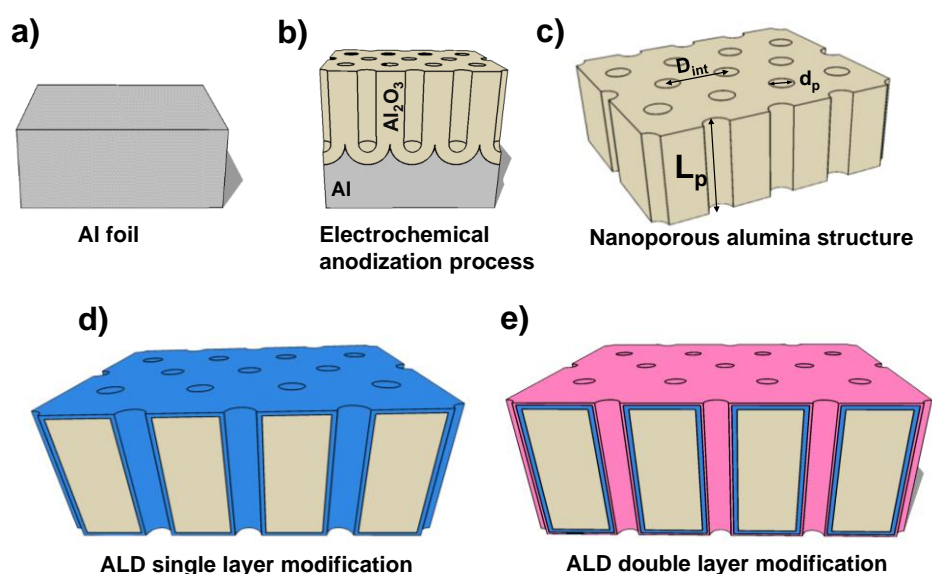 a)
b)
c)
Al₂O₃
Al
D_int
d_p
L_p
Al foil
Electrochemical
anodization process
Nanoporous alumina structure
d)
e)
ALD single layer modification
ALD double layer modification